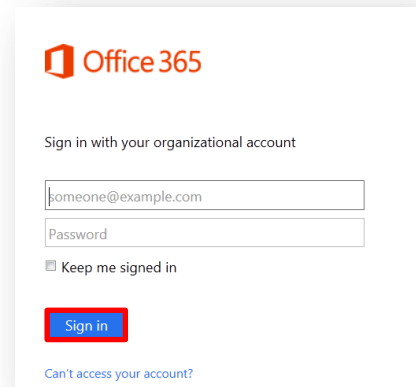 Office 365
Sign in with your organizational account
someone@example.com
Password
Keep me signed in
Sign in
Can't access your account?